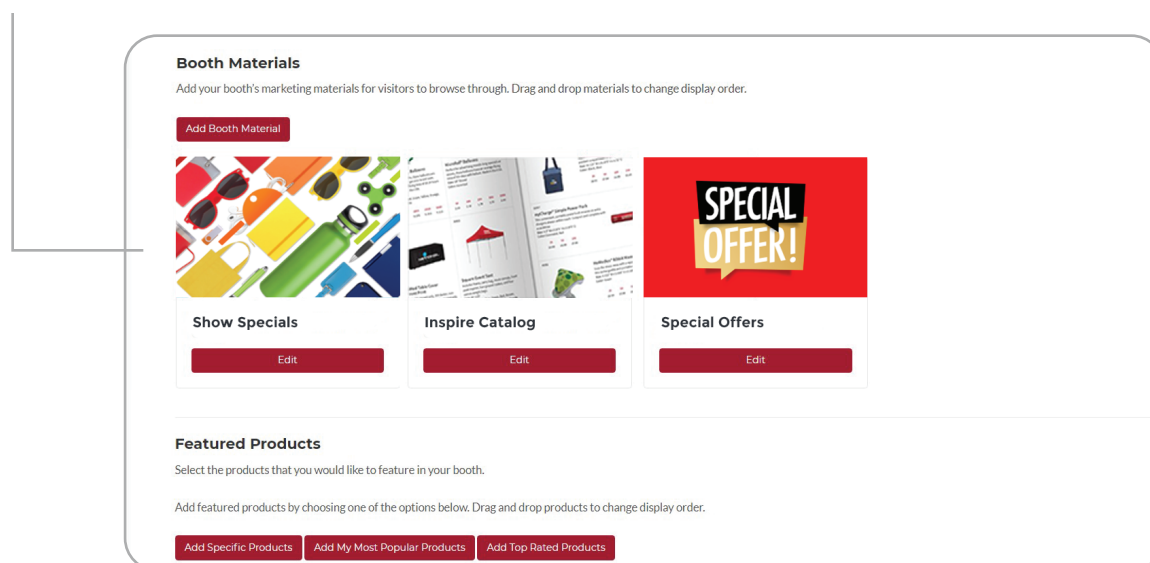 Booth Materials
Add your booth's marketing materials for visitors to browse through. Drag and drop materials to change display order.
Add Booth Material
SPECIAL
OFFER!
Show Specials
Inspire Catalog
Special Offers
Edit
Edit
Edit
Featured Products
Select the products that you would like to feature in your booth.
Add featured products by choosing one of the options below. Drag and drop products to change display order.
Add Specific Products
Add My Most Popular Products
Add Top Rated Products